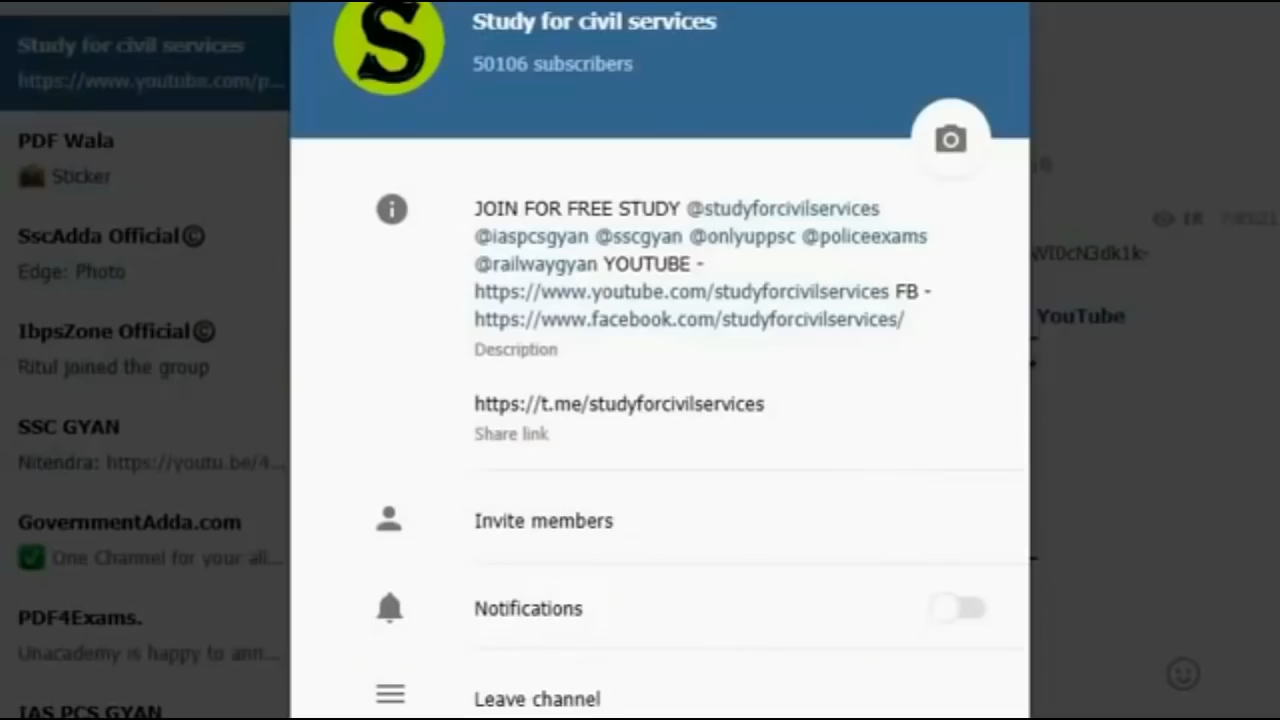 Study for civil services
https://www.youtube.com/p...
PDF Wala
Sticker
SscAdda Official©
Edge: Photo
IbpsZone Official©
Ritul joined the group
SSC GYAN
Nitendra: https://youtu.be/4...
GovernmentAdda.com
One Channel for your all...
PDF4Exams.
Unacademy is happy to ann...
IAS PCS GYAN
Study for civil services
50106 subscribers
JOIN FOR FREE STUDY @studyforcivilservices
@iaspcsgyan @sscgyan @onlyuppsc @policeexams
@railwaygyan YOUTUBE -
https://www.youtube.com/studyforcivilservices FB -
https://www.facebook.com/studyforcivilservices/
Description
https://t.me/studyforcivilservices
Share link
Invite members
Notifications
Leave channel
YouTube